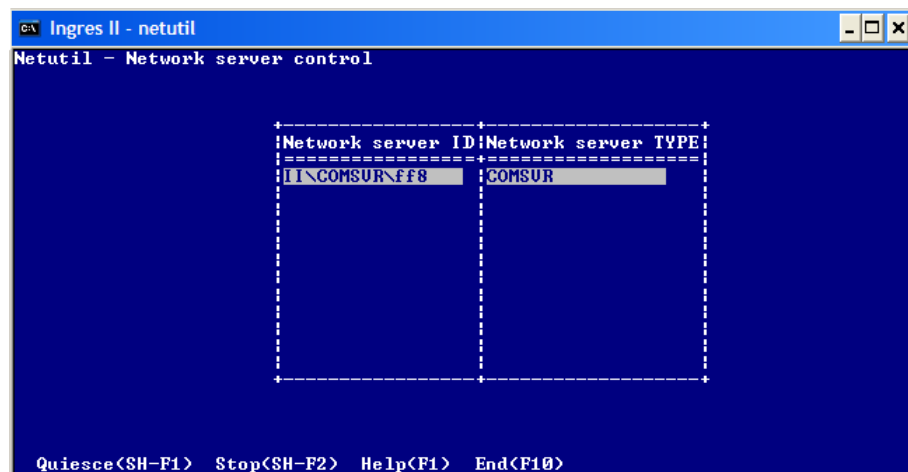 Ingres II - netutil
Netutil - Network server control
Network server ID Network server TYPE
II\COMSVR\ff8 COMSVR
Quiesce(SH-F1) Stop(SH-F2) Help(F1) End(F10)